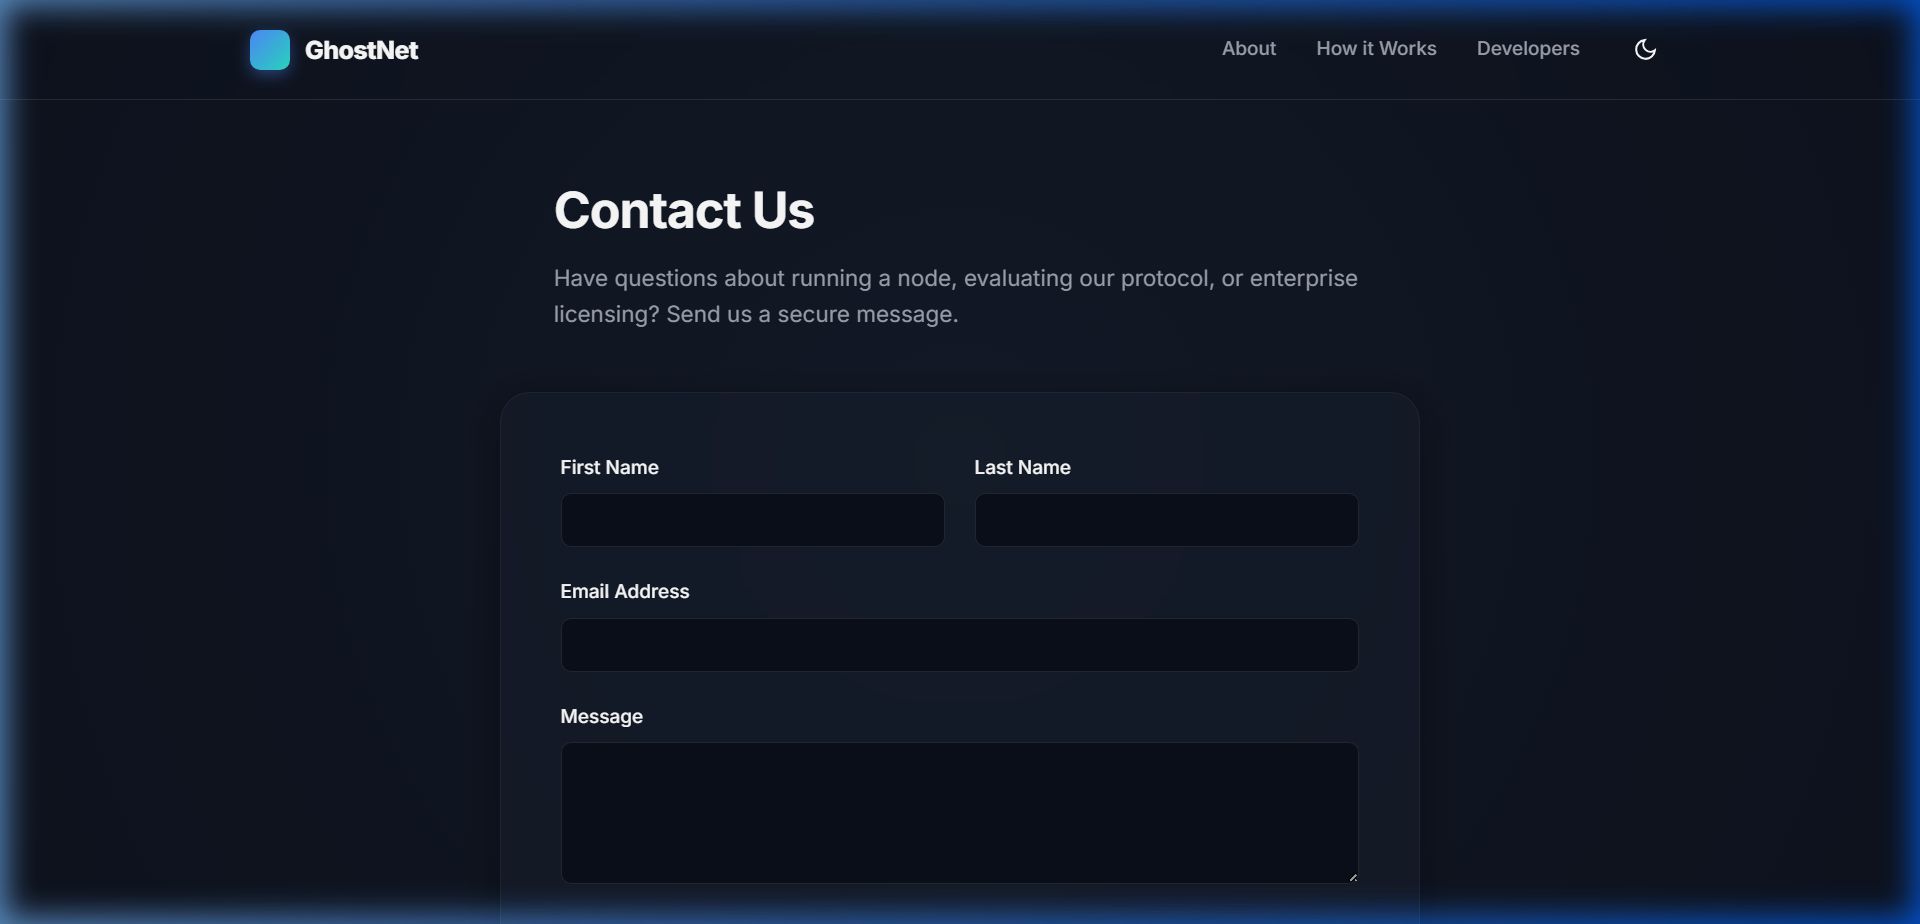 GhostNet
About
How it Works
Developers
Contact Us
Have questions about running a node, evaluating our protocol, or enterprise
licensing? Send us a secure message.
First Name
Last Name
Email Address
Message